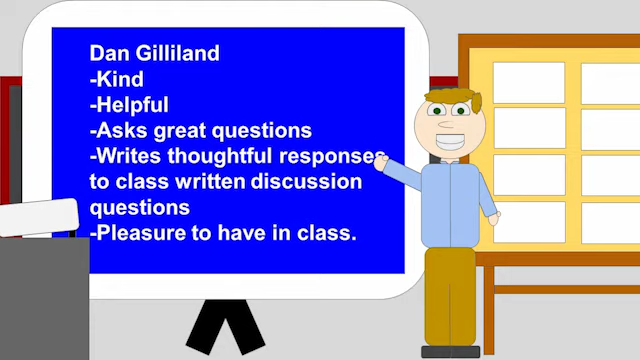 Dan Gilliland
-Kind
-Helpful
-Asks great questions
-Writes thoughtful responses
to class written discussion
questions
-Pleasure to have in class.